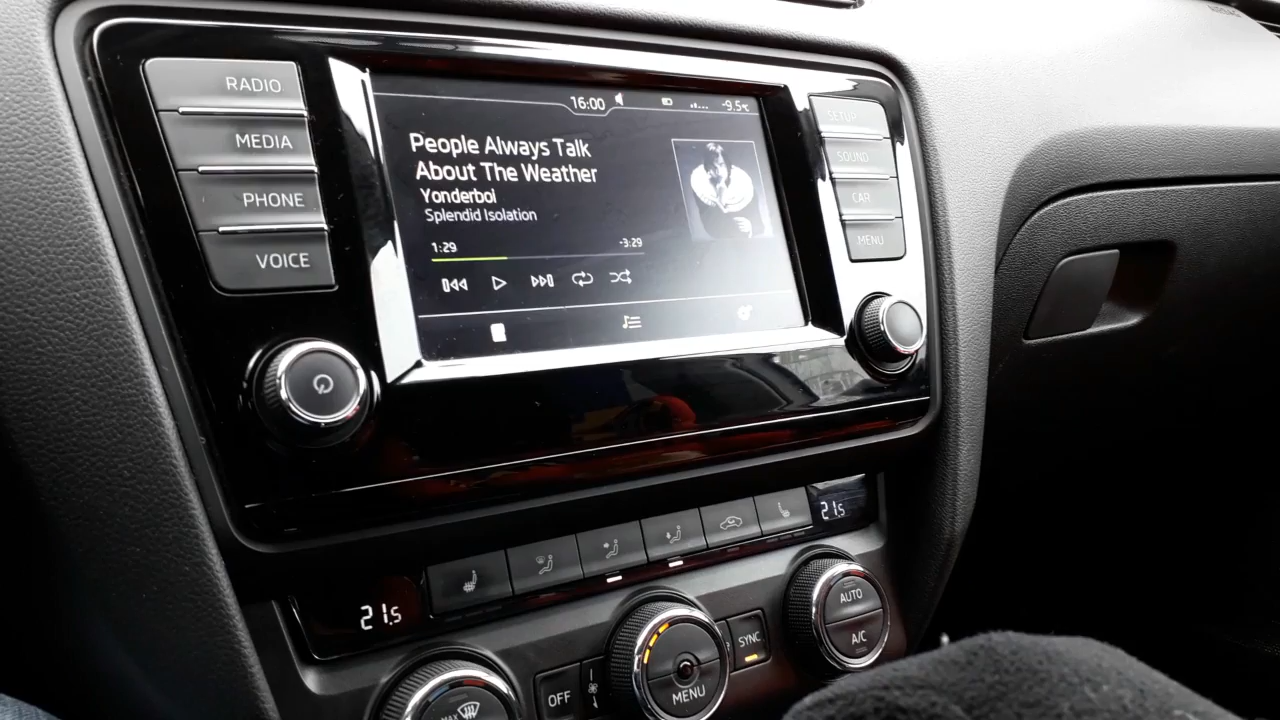 RADIO
MEDIA
PHONE
VOICE
16:00
-9.5°C
People Always Talk
About The Weather
Yonderboi
Splendid Isolation
1:29
-3:29
SETUP
SOUND
CAR
MENU
21.5
21.5
OFF
MENU
SYNC
AUTO
A/C
MAX